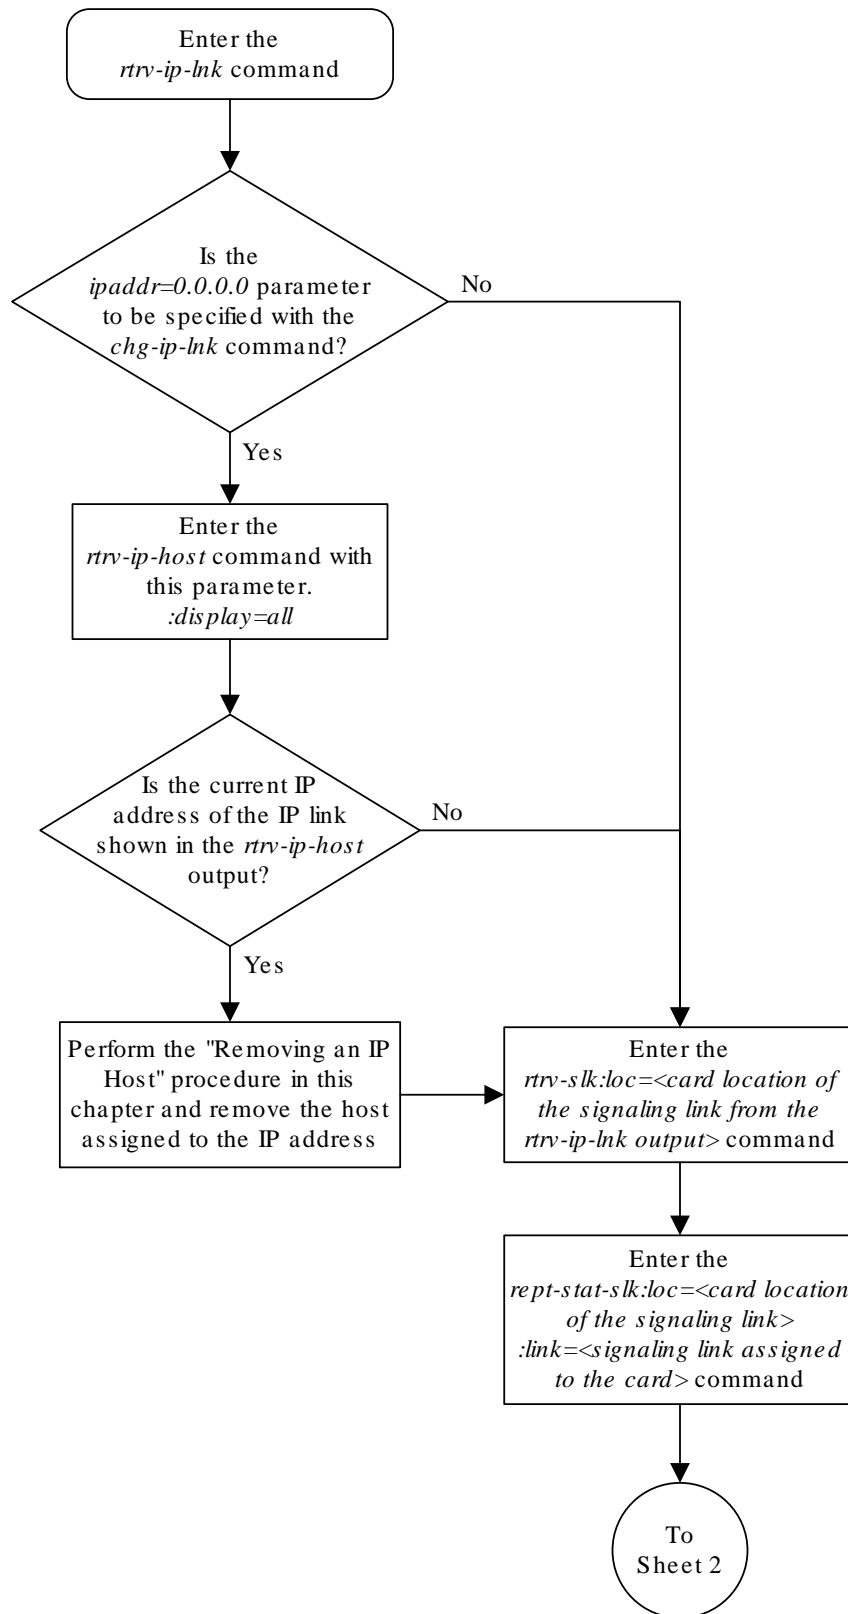 Enter the
rtrv-ip-lnk command
Is the
ipaddr=0.0.0.0 parameter
to be specified with the
chg-ip-lnk command?
No
Yes
Enter the
rtrv-ip-host command with
this parameter.
:display=all
Is the current IP
address of the IP link
shown in the rtrv-ip-host
output?
No
Yes
Perform the "Removing an IP
Host" procedure in this
chapter and remove the host
assigned to the IP address
Enter the
rtrv-slk:loc=<card location of
the signaling link from the
rtrv-ip-lnk output> command
Enter the
rept-stat-slk:loc=<card location
of the signaling link>
:link=<signaling link assigned
to the card> command
To
Sheet 2